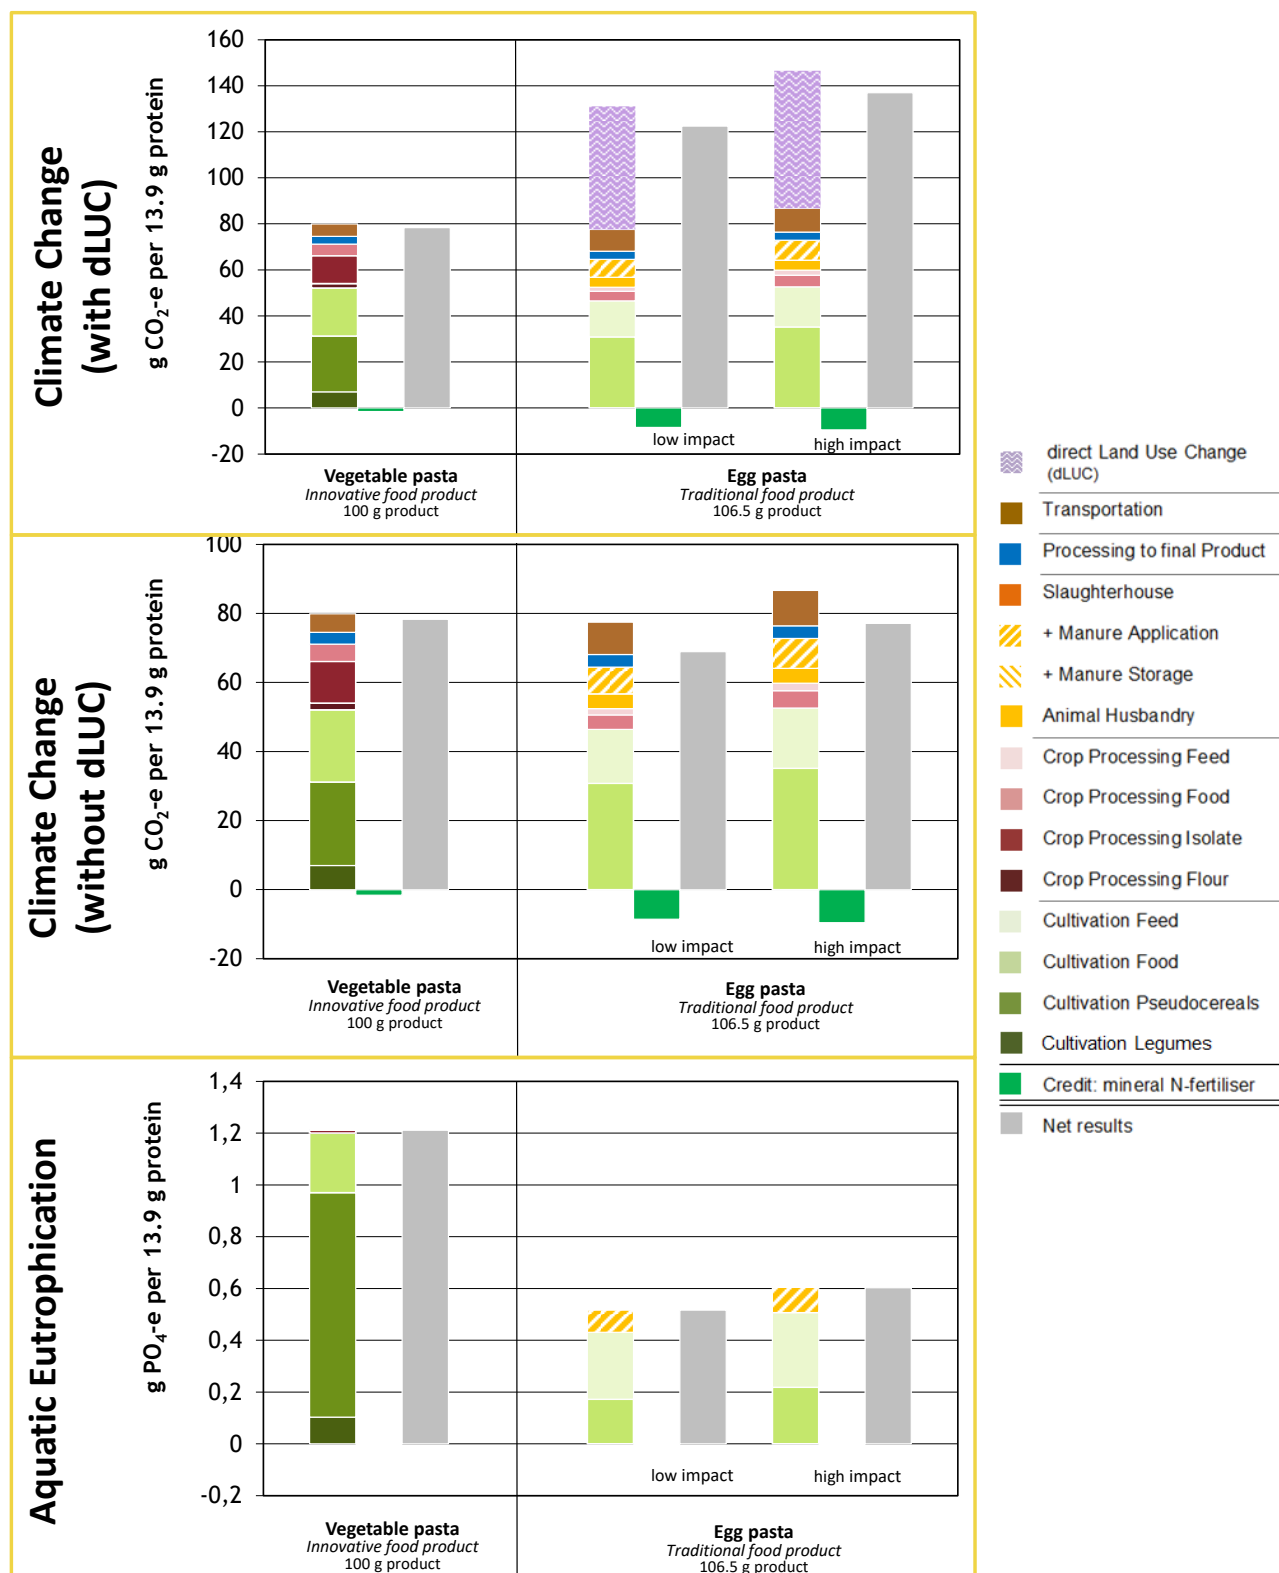 Climate Change
(with dLUC)
g CO₂-e per 13.9 g protein
160
140
120
100
80
60
40
20
0
-20
low impact
high impact
Vegetable pasta
Innovative food product
100 g product
Egg pasta
Traditional food product
106.5 g product
Climate Change
(without dLUC)
g CO₂-e per 13.9 g protein
100
80
60
40
20
0
-20
low impact
high impact
Vegetable pasta
Innovative food product
100 g product
Egg pasta
Traditional food product
106.5 g product
Aquatic Eutrophication
g PO₄-e per 13.9 g protein
1,4
1,2
1
0,8
0,6
0,4
0,2
0
-0,2
low impact
high impact
Vegetable pasta
Innovative food product
100 g product
Egg pasta
Traditional food product
106.5 g product
direct Land Use Change
(dLUC)
Transportation
Processing to final Product
Slaughterhouse
+ Manure Application
+ Manure Storage
Animal Husbandry
Crop Processing Feed
Crop Processing Food
Crop Processing Isolate
Crop Processing Flour
Cultivation Feed
Cultivation Food
Cultivation Pseudocereals
Cultivation Legumes
Credit: mineral N-fertiliser
Net results